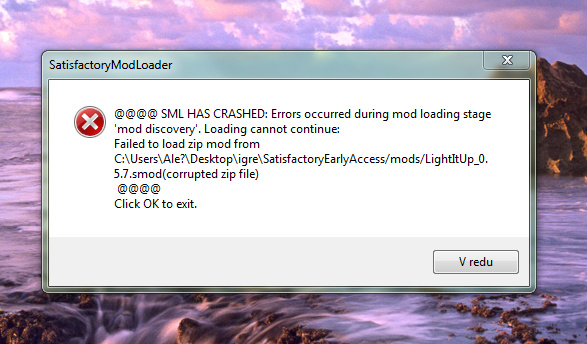 SatisfactoryModLoader
@@@@ SML HAS CRASHED: Errors occurred during mod loading stage
'mod discovery'. Loading cannot continue:
Failed to load zip mod from
C:\Users\Ale?\Desktop\igre\SatisfactoryEarlyAccess/mods/LightItUp_0.
5.7.smod(corrupted zip file)
@@@@
Click OK to exit.
V redu